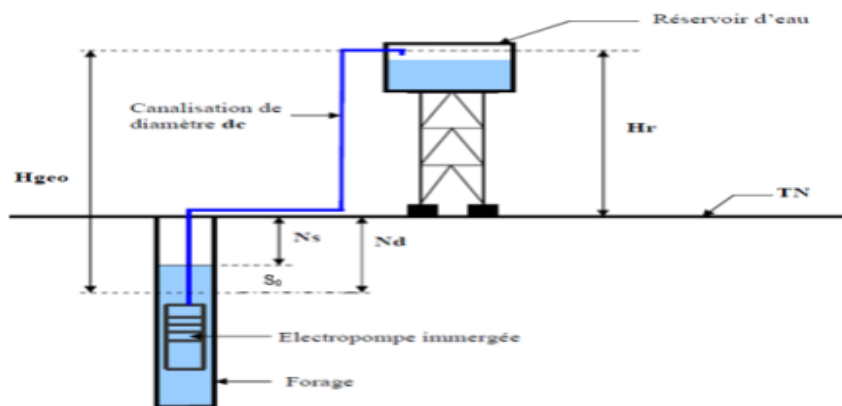 Réservoir d'eau
Canalisation de
diamètre dc
Hr
Hgeo
TN
Ns
Nd
S₀
Electropompe immergée
Forage